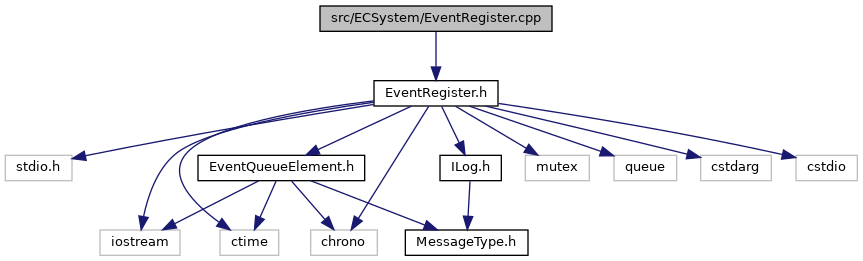 src/ECSystem/EventRegister.cpp
EventRegister.h
stdio.h
EventQueueElement.h
ILog.h
mutex
queue
cstdarg
cstdio
iostream
ctime
chrono
MessageType.h